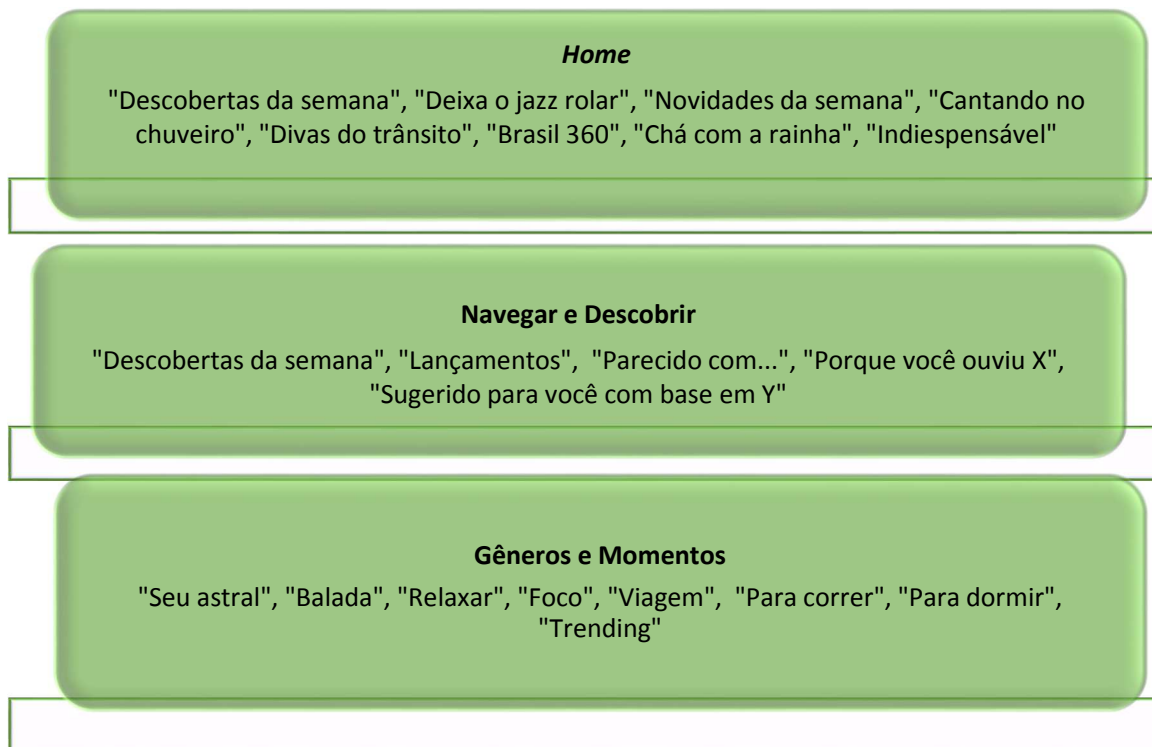 Home
"Descobertas da semana", "Deixa o jazz rolar", "Novidades da semana", "Cantando no
chuveiro", "Divas do trânsito", "Brasil 360", "Chá com a rainha", "Indiespensável"
Navegar e Descobrir
"Descobertas da semana", "Lançamentos", "Parecido com...", "Porque você ouviu X",
"Sugerido para você com base em Y"
Gêneros e Momentos
"Seu astral", "Balada", "Relaxar", "Foco", "Viagem", "Para correr", "Para dormir",
"Trending"